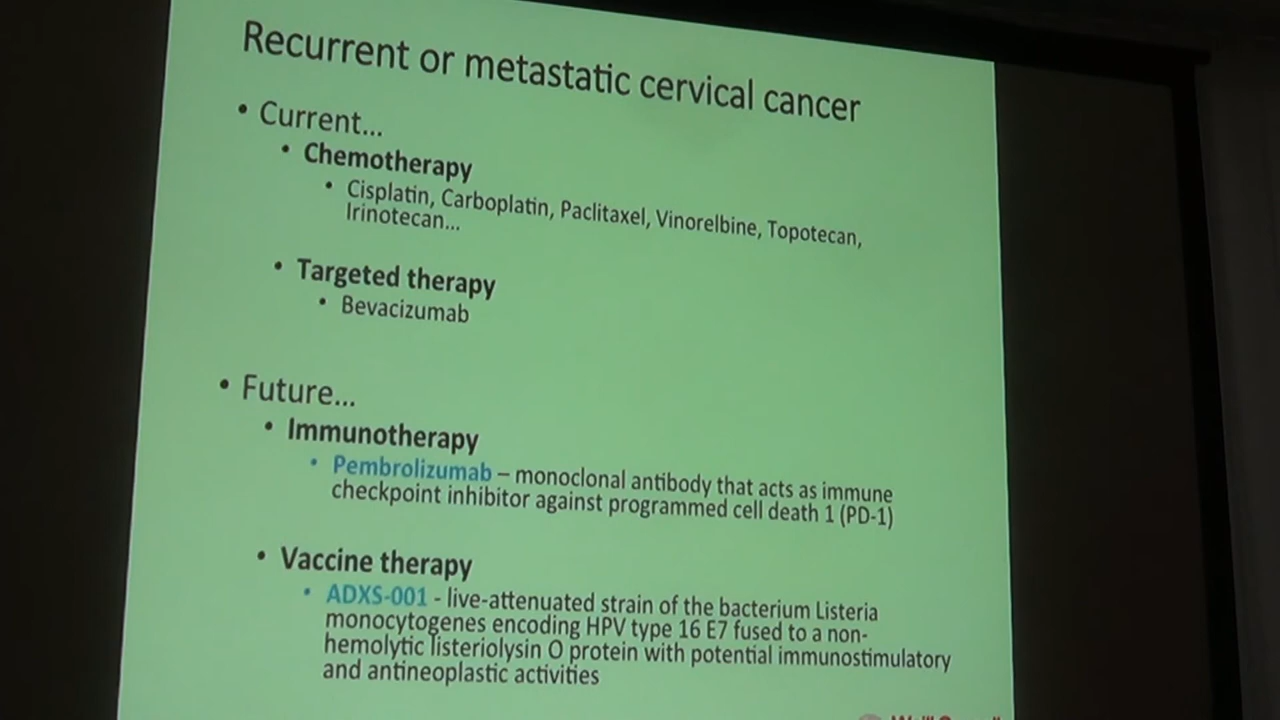 Recurrent or metastatic cervical cancer
• Current...
• Chemotherapy
• Cisplatin, Carboplatin, Paclitaxel, Vinorelbine, Topotecan,
Irinotecan...
• Targeted therapy
• Bevacizumab
• Future...
• Immunotherapy
• Pembrolizumab – monoclonal antibody that acts as immune
checkpoint inhibitor against programmed cell death 1 (PD-1)
• Vaccine therapy
• ADXS-001 - live-attenuated strain of the bacterium Listeria
monocytogenes encoding HPV type 16 E7 fused to a non-
hemolytic listeriolysin O protein with potential immunostimulatory
and antineoplastic activities